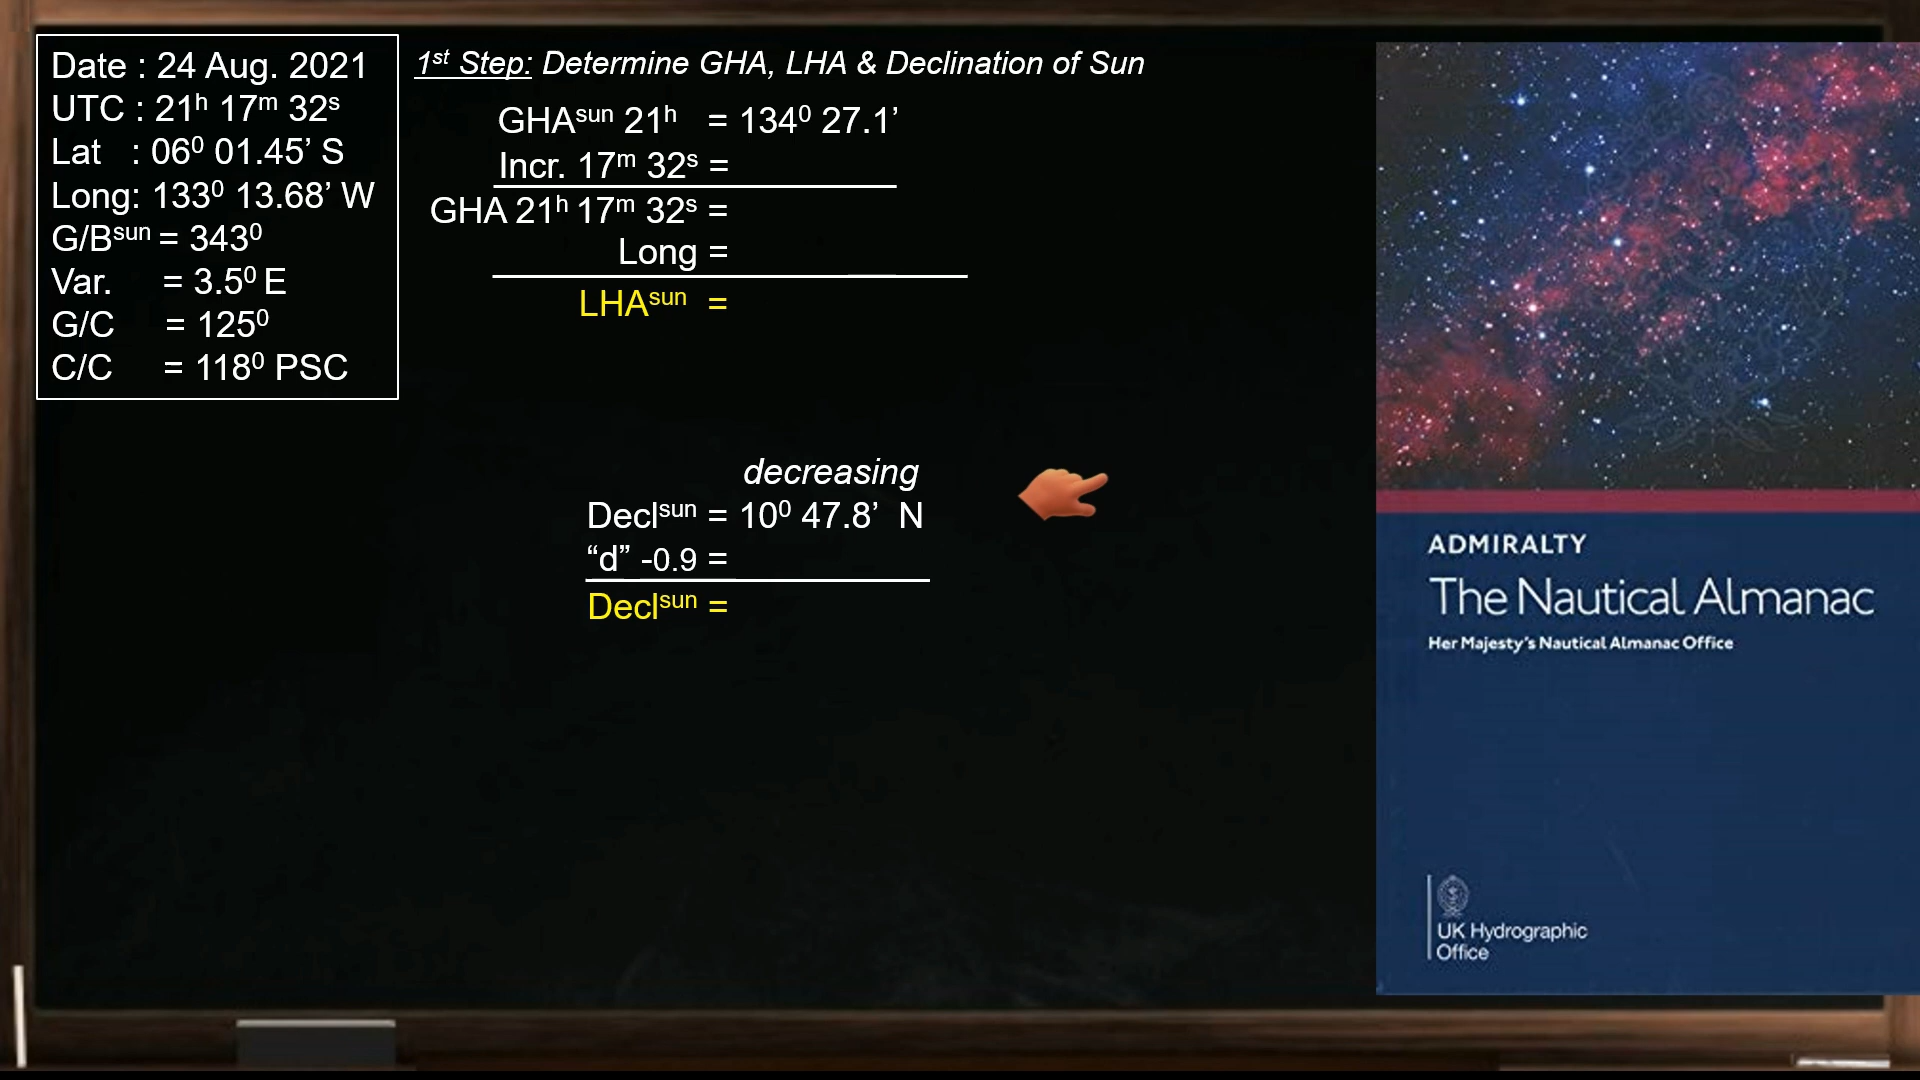 Date : 24 Aug. 2021
UTC : 21ʰ 17ᵐ 32ˢ
Lat : 06⁰ 01.45’ S
Long: 133⁰ 13.68’ W
G/Bˢᵘⁿ = 343⁰
Var. = 3.5⁰ E
G/C = 125⁰
C/C = 118⁰ PSC
1ˢᵗ Step: Determine GHA, LHA & Declination of Sun
GHAˢᵘⁿ 21ʰ = 134⁰ 27.1’
Incr. 17ᵐ 32ˢ =
GHA 21ʰ 17ᵐ 32ˢ =
Long =
LHAˢᵘⁿ =
decreasing
Declˢᵘⁿ = 10⁰ 47.8’ N
“d” -0.9 =
Declˢᵘⁿ =
ADMIRALTY
The Nautical Almanac
Her Majesty’s Nautical Almanac Office
UK Hydrographic
Office